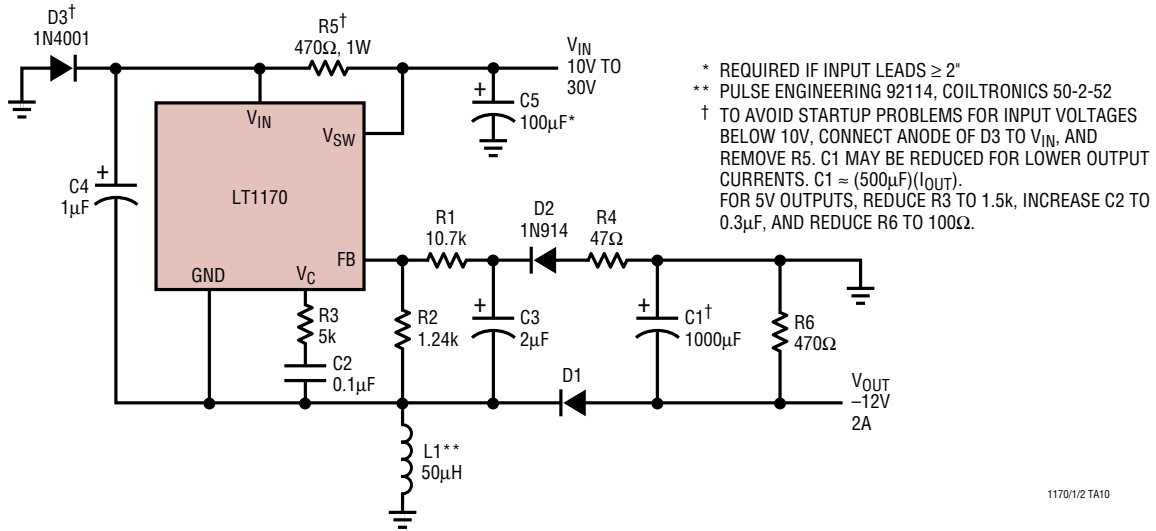 D3†
1N4001
R5†
470Ω, 1W
VIN
10V TO
30V
+
C5
100µF*
VIN
VSW
+
C4
1µF
LT1170
GND
VC
FB
R1
10.7k
D2
1N914
R4
47Ω
R3
5k
C2
0.1µF
R2
1.24k
+
C3
2µF
+
C1†
1000µF
R6
470Ω
D1
VOUT
–12V
2A
L1**
50µH
* REQUIRED IF INPUT LEADS ≥ 2"
** PULSE ENGINEERING 92114, COILTRONICS 50-2-52
† TO AVOID STARTUP PROBLEMS FOR INPUT VOLTAGES
BELOW 10V, CONNECT ANODE OF D3 TO VIN, AND
REMOVE R5. C1 MAY BE REDUCED FOR LOWER OUTPUT
CURRENTS. C1 ≈ (500µF)(IOUT).
FOR 5V OUTPUTS, REDUCE R3 TO 1.5k, INCREASE C2 TO
0.3µF, AND REDUCE R6 TO 100Ω.
1170/1/2 TA10